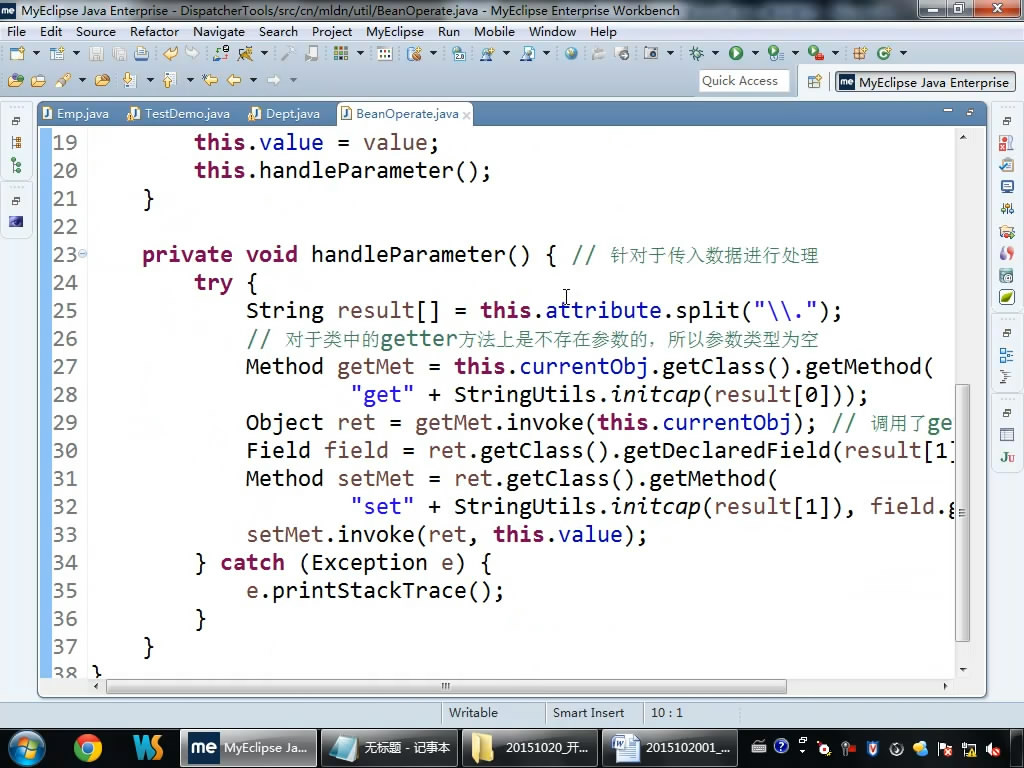 MyEclipse Java Enterprise - DispatcherTools/src/cn/mldn/util/BeanOperate.java - MyEclipse Enterprise Workbench
File Edit Source Refactor Navigate Search Project MyEclipse Run Mobile Window Help
Quick Access
MyEclipse Java Enterprise
Emp.java TestDemo.java Dept.java BeanOperate.java
19 this.value = value;
20 this.handleParameter();
21 }
22
23 private void handleParameter() { // 针对于传入数据进行处理
24 try {
25 String result[] = this.attribute.split("\\.");
26 // 对于类中的getter方法上是不存在参数的，所以参数类型为空
27 Method getMet = this.currentObj.getClass().getMethod(
28 "get" + StringUtils.initcap(result[0]));
29 Object ret = getMet.invoke(this.currentObj); // 调用了ge
30 Field field = ret.getClass().getDeclaredField(result[1]
31 Method setMet = ret.getClass().getMethod(
32 "set" + StringUtils.initcap(result[1]), field.g
33 setMet.invoke(ret, this.value);
34 } catch (Exception e) {
35 e.printStackTrace();
36 }
37 }
38 }
Writable Smart Insert 10 : 1
MyEclipse Ja... 无标题 - 记事本 20151020_开... 2015102001_...